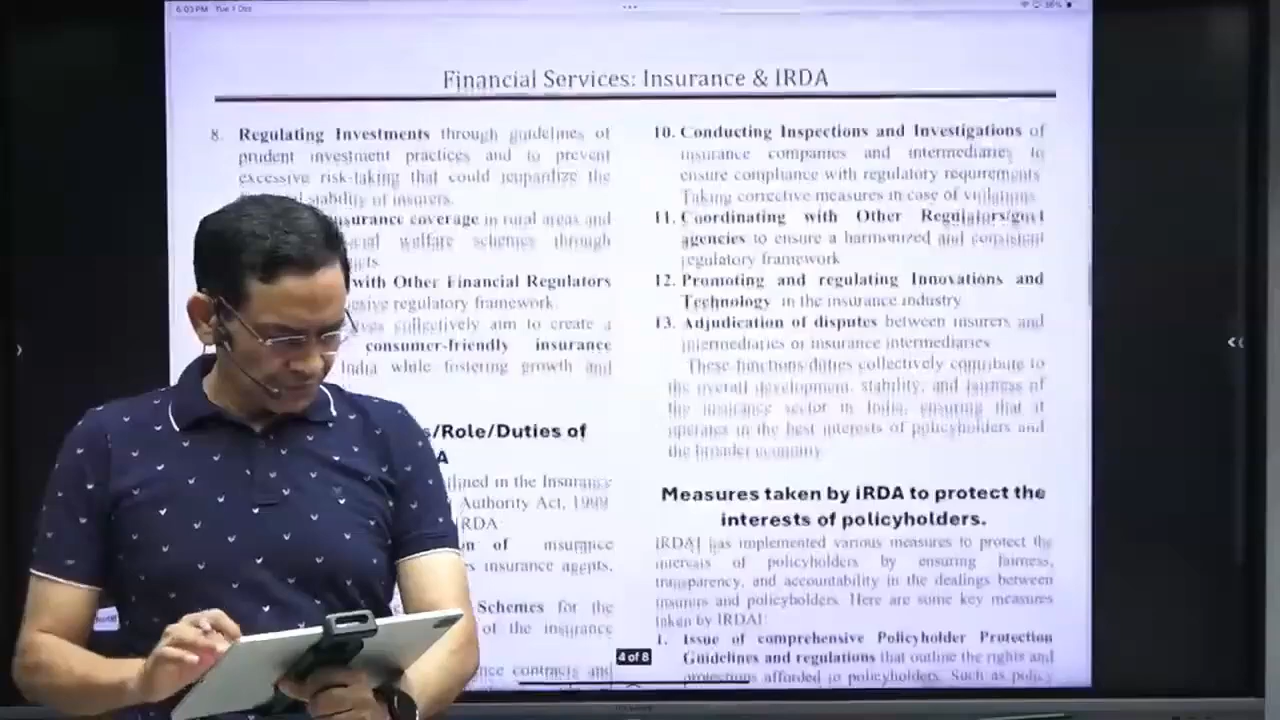 6:03 PM Tue 1 Oct
Financial Services: Insurance & IRDA
8. Regulating Investments through guidelines of
prudent investment practices and to prevent
excessive risk-taking that could jeopardize the
stability of insurers.
surance coverage in rural areas and
welfare schemes through
with Other Financial Regulators
regulatory framework.
collectively aim to create a
consumer-friendly insurance
India while fostering growth and
s/Role/Duties of
A
in the Insurance
Authority Act, 1999
RDA:
n of insurance
s insurance agents,
Schemes for the
of the insurance
contracts and
10. Conducting Inspections and Investigations of
insurance companies and intermediaries to
ensure compliance with regulatory requirements
Taking corrective measures in case of violations
11. Coordinating with Other Regulators/govt
agencies to ensure a harmonized and consistent
regulatory framework
12. Promoting and regulating Innovations and
Technology in the insurance industry
13. Adjudication of disputes between insurers and
intermediaries or insurance intermediaries
These functions/duties collectively contribute to
the overall development, stability, and fairness of
the insurance sector in India, ensuring that it
operates in the best interests of policyholders and
the broader economy
Measures taken by iRDA to protect the
interests of policyholders.
IRDAI has implemented various measures to protect the
of policyholders by ensuring fairness,
transparency, and accountability in the dealings between
insurers and policyholders. Here are some key measures
taken by IRDAI:
1. Issue of comprehensive Policyholder Protection
Guidelines and regulations that outline the rights and
protections afforded to policyholders. Such as policy
4 of 8